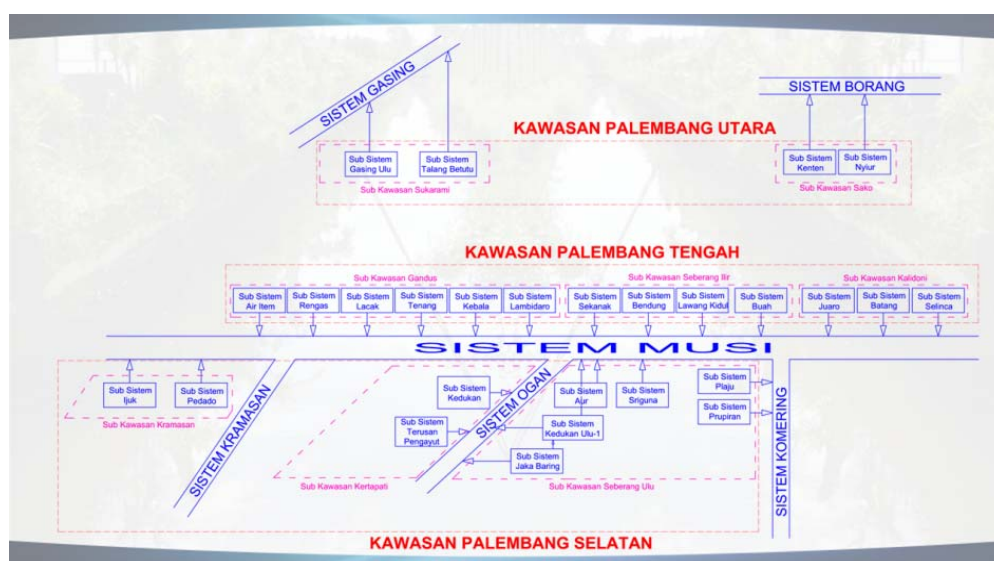 SISTEM GASING
SISTEM BORANG
KAWASAN PALEMBANG UTARA
Sub Sistem
Gasing Ulu
Sub Sistem
Talang Betutu
Sub Kawasan Sukarami
Sub Sistem
Kenten
Sub Sistem
Nyiur
Sub Kawasan Sako
KAWASAN PALEMBANG TENGAH
Sub Kawasan Gandus
Sub Kawasan Seberang Ilir
Sub Kawasan Kalidoni
Sub Sistem
Air Item
Sub Sistem
Rengas
Sub Sistem
Lacak
Sub Sistem
Tenang
Sub Sistem
Kebala
Sub Sistem
Lambidaro
Sub Sistem
Sekanak
Sub Sistem
Bendung
Sub Sistem
Lawang Kidul
Sub Sistem
Buah
Sub Sistem
Juaro
Sub Sistem
Batang
Sub Sistem
Selinca
SISTEM MUSI
Sub Sistem
Ijuk
Sub Sistem
Pedado
Sub Kawasan Kramasan
SISTEM KRAMASAN
Sub Sistem
Kedukan
Sub Sistem
Terusan
Pengayut
Sub Kawasan Kertapati
SISTEM OGAN
Sub Sistem
Aur
Sub Sistem
Sriguna
Sub Sistem
Kedukan Ulu-1
Sub Sistem
Jaka Baring
Sub Kawasan Seberang Ulu
Sub Sistem
Plaju
Sub Sistem
Prupiran
SISTEM KOMERING
KAWASAN PALEMBANG SELATAN